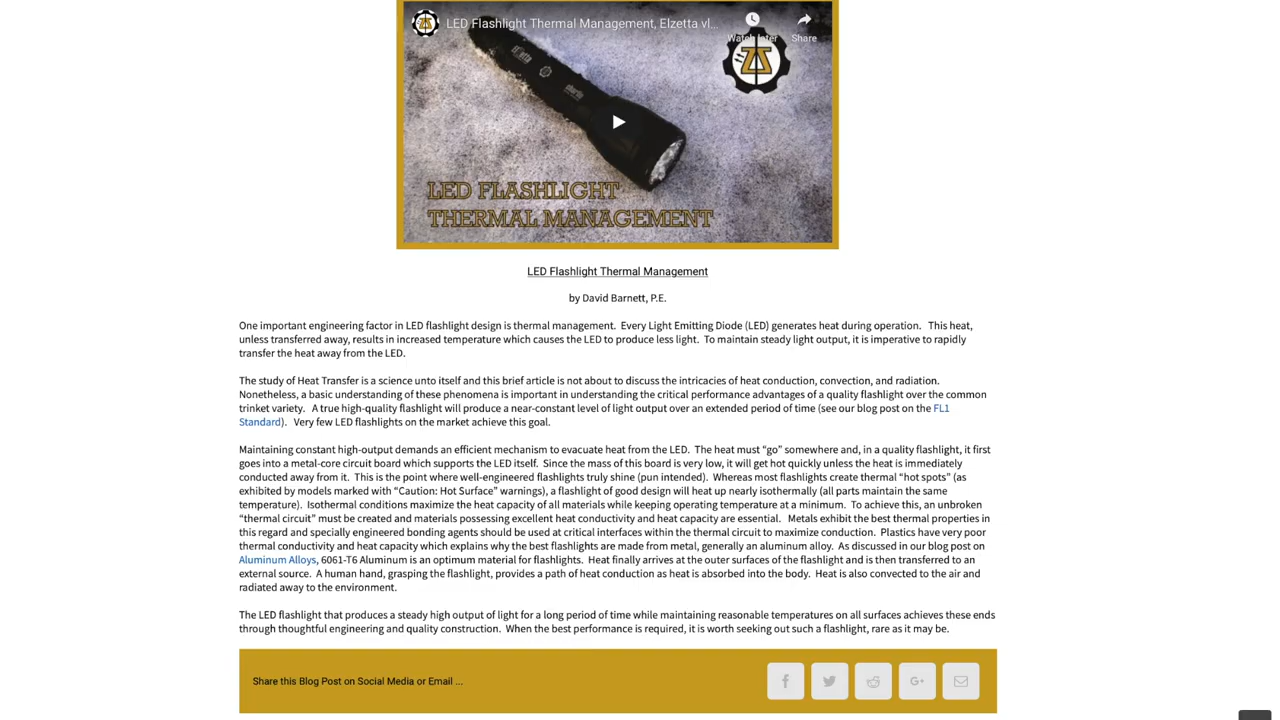 LED Flashlight Thermal Management, Elzetta vl...
Watch later
Share
LED FLASHLIGHT
THERMAL MANAGEMENT
LED Flashlight Thermal Management
by David Barnett, P.E.
One important engineering factor in LED flashlight design is thermal management. Every Light Emitting Diode (LED) generates heat during operation. This heat,
unless transferred away, results in increased temperature which causes the LED to produce less light. To maintain steady light output, it is imperative to rapidly
transfer the heat away from the LED.
The study of Heat Transfer is a science unto itself and this brief article is not about to discuss the intricacies of heat conduction, convection, and radiation.
Nonetheless, a basic understanding of these phenomena is important in understanding the critical performance advantages of a quality flashlight over the common
trinket variety. A true high-quality flashlight will produce a near-constant level of light output over an extended period of time (see our blog post on the FL1
Standard). Very few LED flashlights on the market achieve this goal.
Maintaining constant high-output demands an efficient mechanism to evacuate heat from the LED. The heat must “go” somewhere and, in a quality flashlight, it first
goes into a metal-core circuit board which supports the LED itself. Since the mass of this board is very low, it will get hot quickly unless the heat is immediately
conducted away from it. This is the point where well-engineered flashlights truly shine (pun intended). Whereas most flashlights create thermal “hot spots” (as
exhibited by models marked with “Caution: Hot Surface” warnings), a flashlight of good design will heat up nearly isothermally (all parts maintain the same
temperature). Isothermal conditions maximize the heat capacity of all materials while keeping operating temperature at a minimum. To achieve this, an unbroken
“thermal circuit” must be created and materials possessing excellent heat conductivity and heat capacity are essential. Metals exhibit the best thermal properties in
this regard and specially engineered bonding agents should be used at critical interfaces within the thermal circuit to maximize conduction. Plastics have very poor
thermal conductivity and heat capacity which explains why the best flashlights are made from metal, generally an aluminum alloy. As discussed in our blog post on
Aluminum Alloys, 6061-T6 Aluminum is an optimum material for flashlights. Heat finally arrives at the outer surfaces of the flashlight and is then transferred to an
external source. A human hand, grasping the flashlight, provides a path of heat conduction as heat is absorbed into the body. Heat is also convected to the air and
radiated away to the environment.
The LED flashlight that produces a steady high output of light for a long period of time while maintaining reasonable temperatures on all surfaces achieves these ends
through thoughtful engineering and quality construction. When the best performance is required, it is worth seeking out such a flashlight, rare as it may be.
Share this Blog Post on Social Media or Email ...